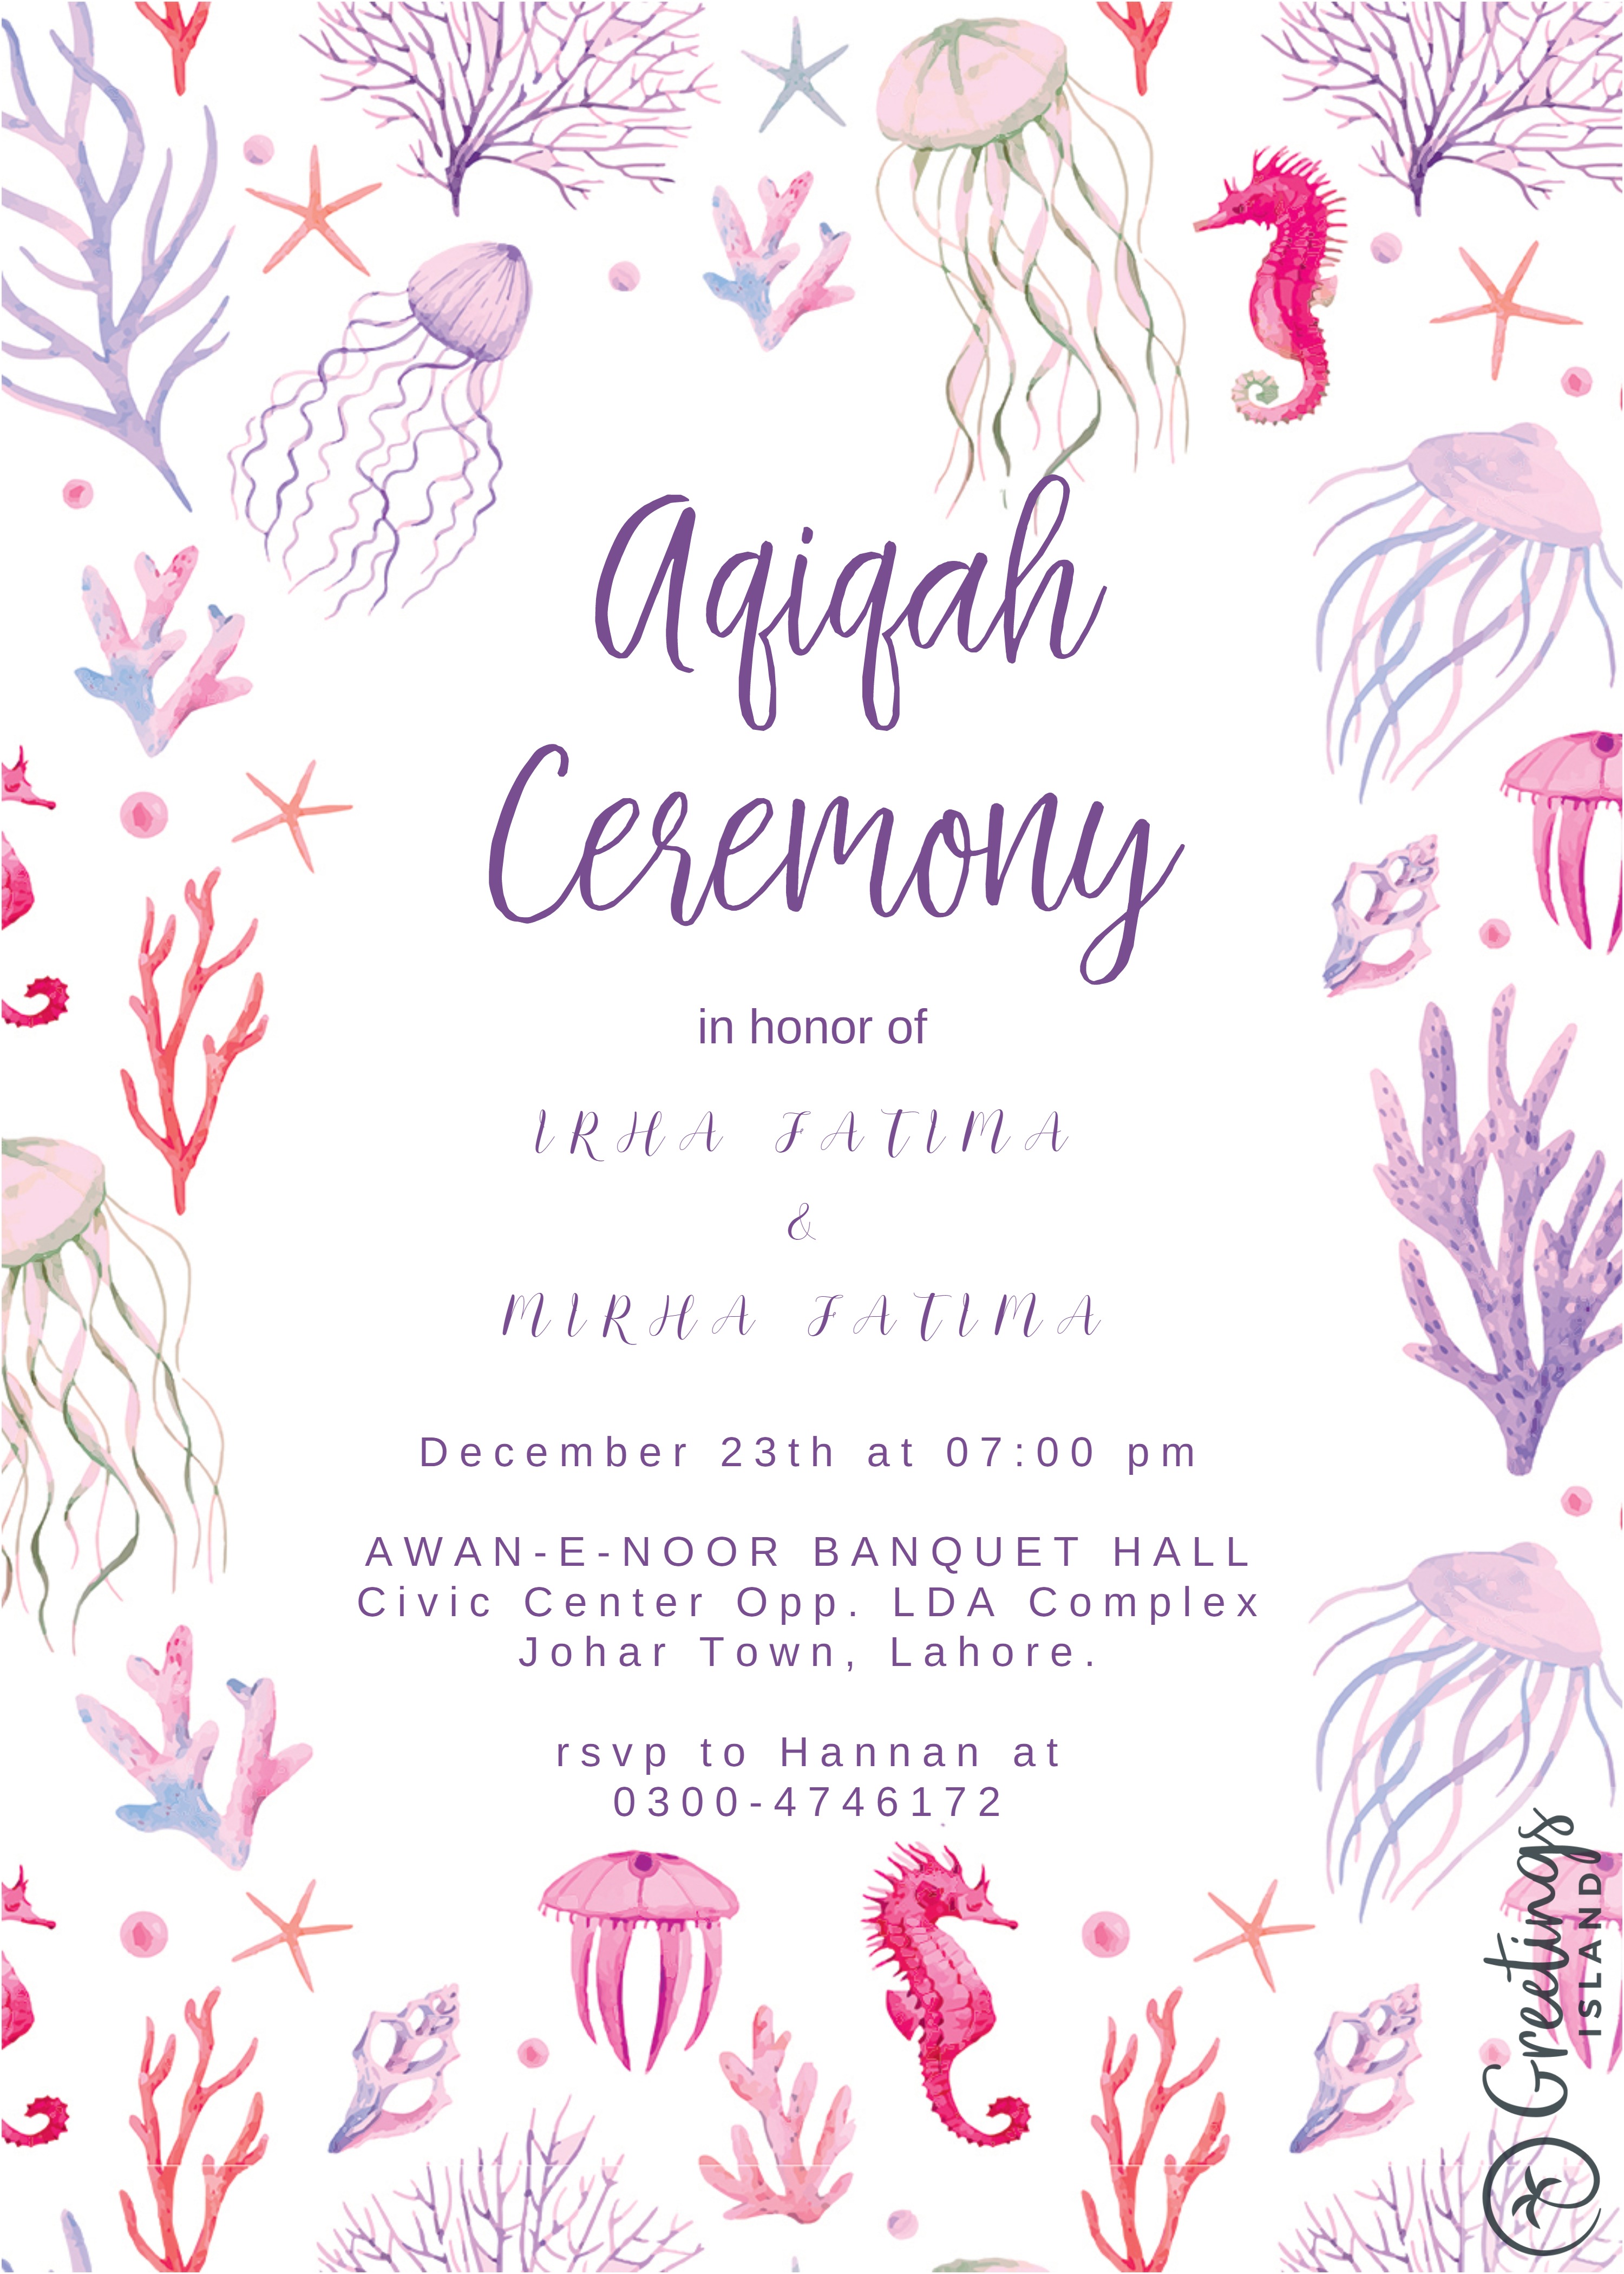 Aqiqah
Ceremony
in honor of
IRHA FATIMA
&
MIRHA FATIMA
December 23th at 07:00 pm
AWAN-E-NOOR BANQUET HALL
Civic Center Opp. LDA Complex
Johar Town, Lahore.
rsvp to Hannan at
0300-4746172
Greetings
ISLAND